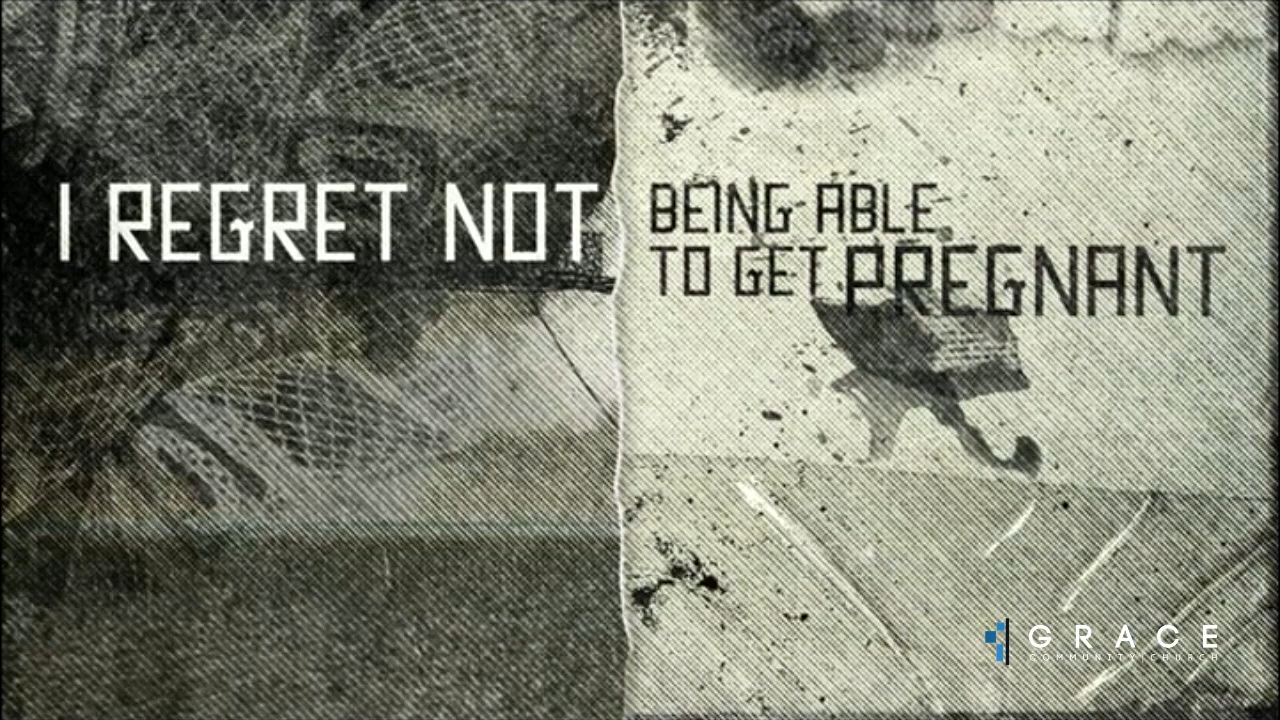 I REGRET NOT
BEING ABLE
TO GET PREGNANT
GRACE
COMMUNITY CHURCH